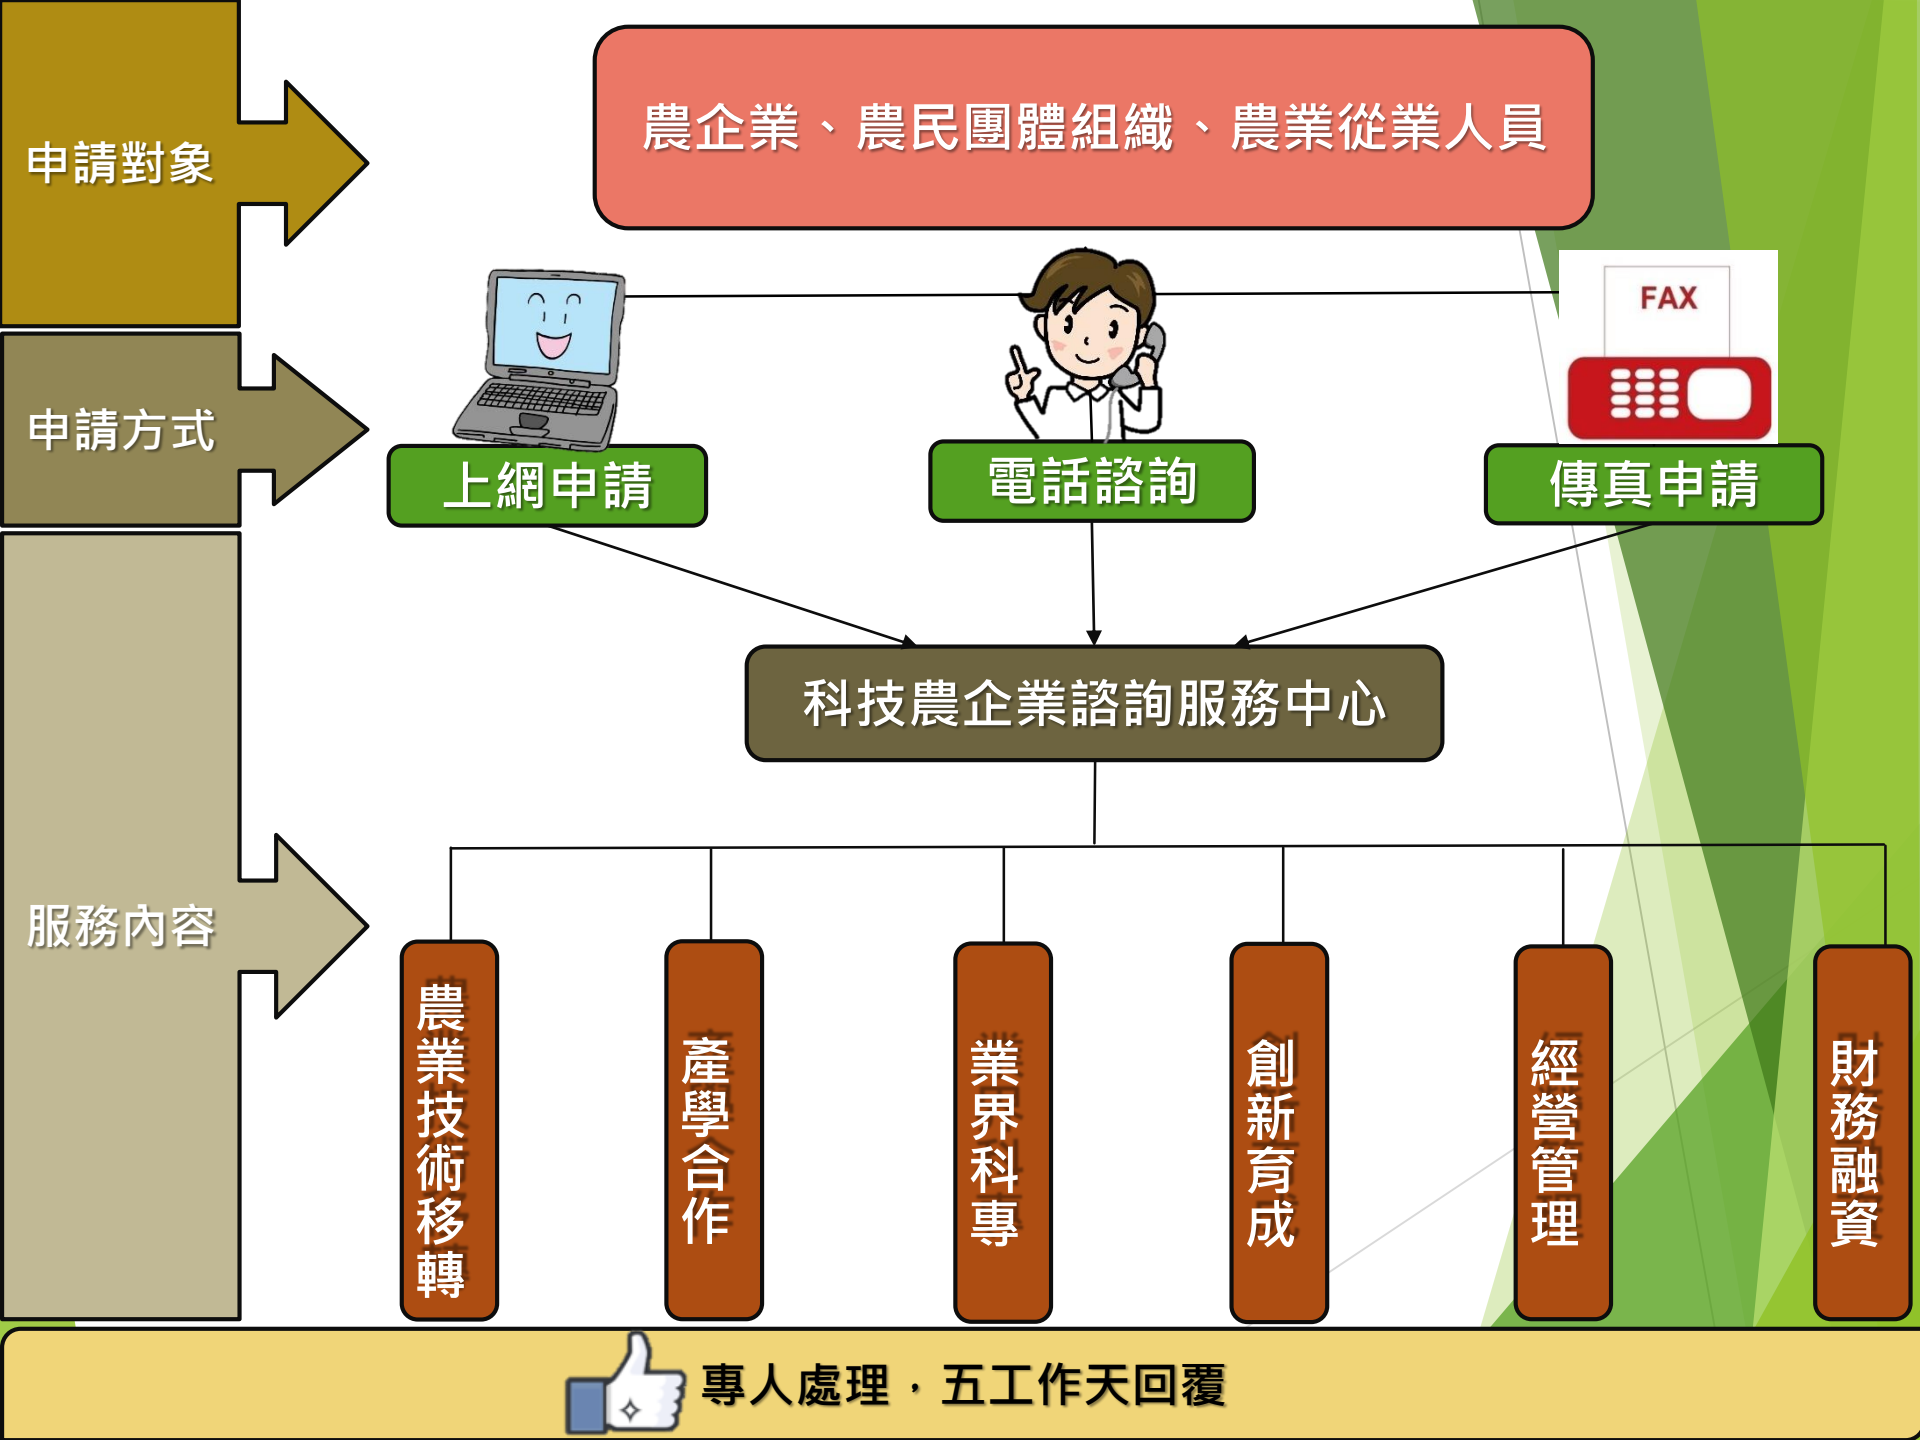 申請對象
農企業、農民團體組織、農業從業人員
FAX
申請方式
上網申請
電話諮詢
傳真申請
科技農企業諮詢服務中心
服務內容
農業技術移轉
產學合作
業界科專
創新育成
經營管理
財務融資
專人處理，五工作天回覆